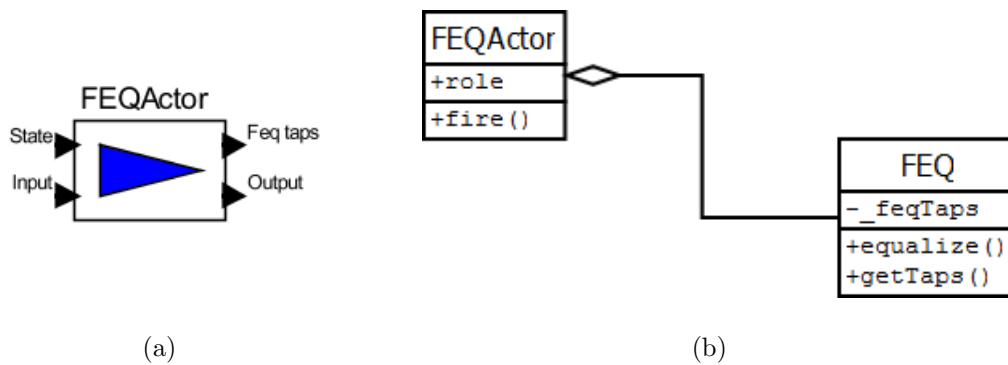 FEQActor
State
Feq taps
Input
Output
(a)
FEQActor
+role
+fire()
FEQ
-_feqTaps
+equalize()
+getTaps()
(b)